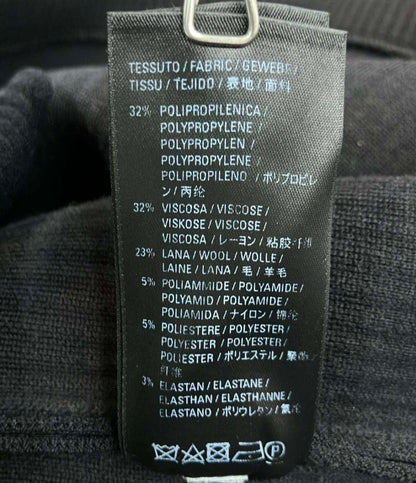 TESSUTO / FABRIC / GEWEBE /
TISSU / TEJIDO / 表地 / 面料
32% POLIPROPILENICA /
POLYPROPYLENE /
POLYPROPYLEN /
POLYPROPYLENE /
POLIPROPILENO / ポリプロピレ
ン / 丙纶
32% VISCOSA / VISCOSE /
VISKOSE / VISCOSE /
VISCOSA / レーヨン / 粘胶纤维
23% LANA / WOOL / WOLLE /
LAINE / LANA / 毛 / 羊毛
5% POLIAMMIDE / POLYAMIDE /
POLYAMID / POLYAMIDE /
POLIAMIDA / ナイロン / 锦纶
5% POLIESTERE / POLYESTER /
POLYESTER / POLYESTER /
POLIESTER / ポリエステル / 聚酯
纤维
3% ELASTAN / ELASTANE /
ELASTHAN / ELASTHANNE /
ELASTANO / ポリウレタン / 氨纶
P